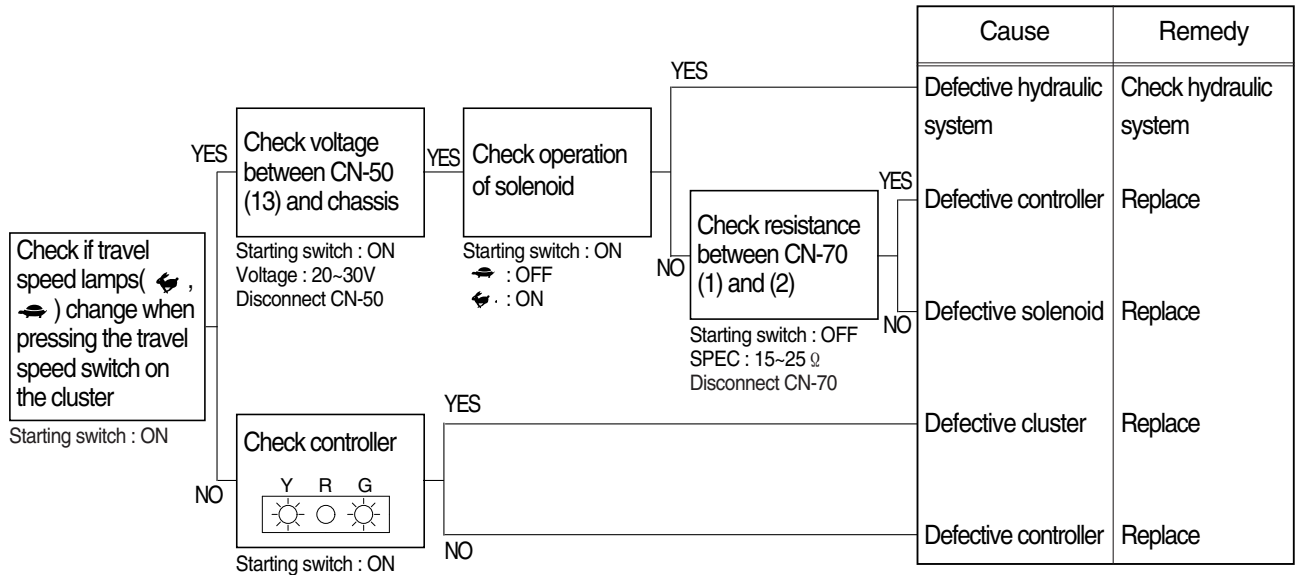 Cause
Remedy
YES
Defective hydraulic
system
Check hydraulic
system
YES
Check voltage
between CN-50
(13) and chassis
Starting switch : ON
Voltage : 20~30V
Disconnect CN-50
YES
Check operation
of solenoid
Starting switch : ON
: OFF
: ON
NO
Check resistance
between CN-70
(1) and (2)
Starting switch : OFF
SPEC : 15~25 Ω
Disconnect CN-70
YES
Defective controller
Replace
NO
Defective solenoid
Replace
Check if travel
speed lamps( ,
) change when
pressing the travel
speed switch on
the cluster
Starting switch : ON
NO
Check controller
Y R G
Starting switch : ON
YES
Defective cluster
Replace
NO
Defective controller
Replace